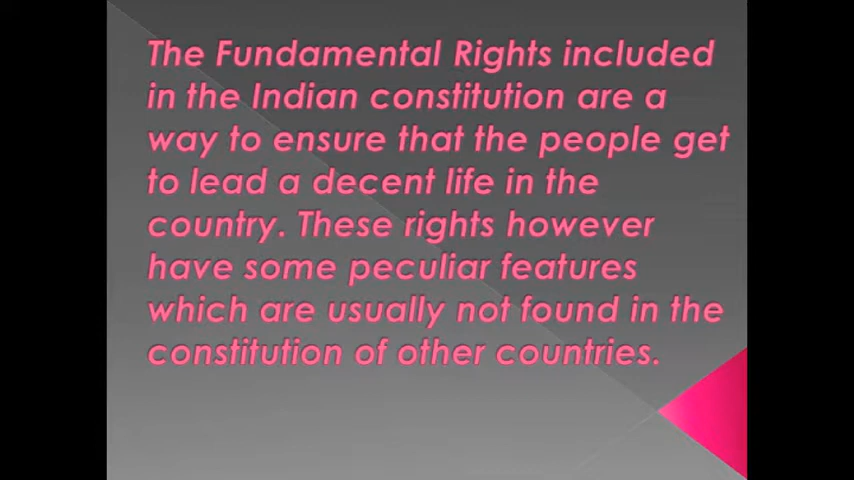 The Fundamental Rights included
in the Indian constitution are a
way to ensure that the people get
to lead a decent life in the
country. These rights however
have some peculiar features
which are usually not found in the
constitution of other countries.